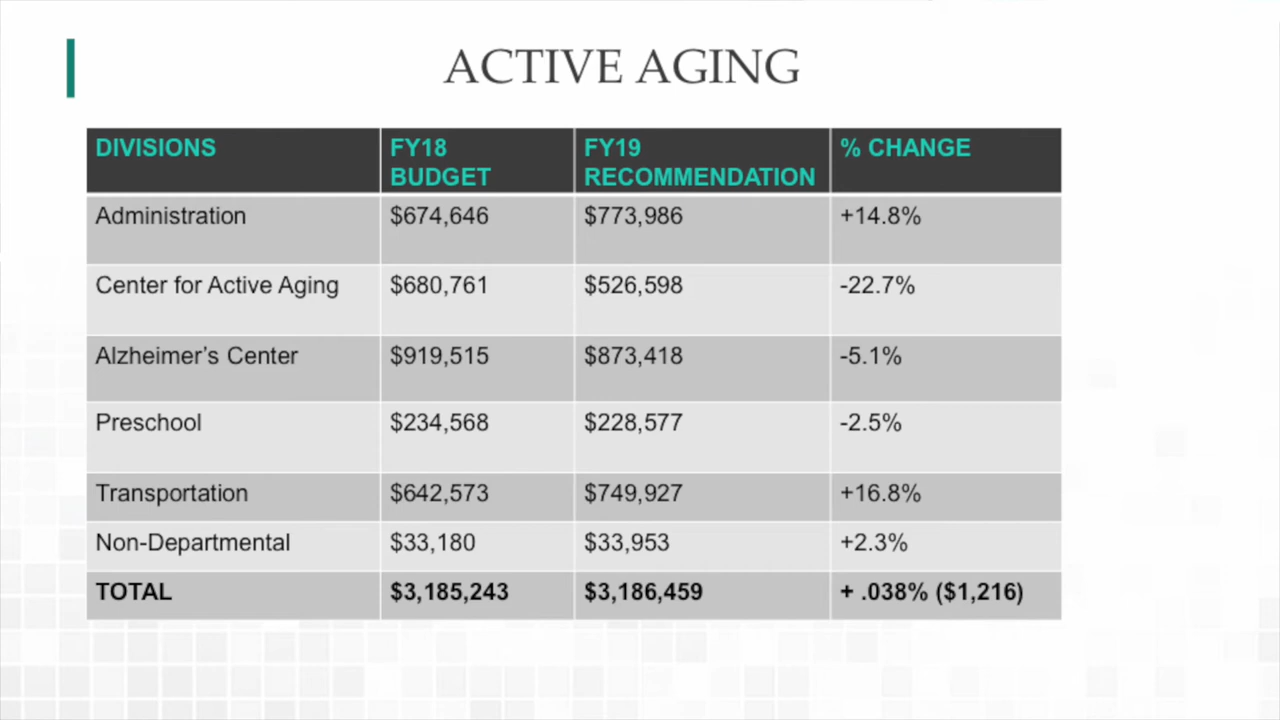 ACTIVE AGING
DIVISIONS FY18 BUDGET FY19 RECOMMENDATION % CHANGE
Administration $674,646 $773,986 +14.8%
Center for Active Aging $680,761 $526,598 -22.7%
Alzheimer’s Center $919,515 $873,418 -5.1%
Preschool $234,568 $228,577 -2.5%
Transportation $642,573 $749,927 +16.8%
Non-Departmental $33,180 $33,953 +2.3%
TOTAL $3,185,243 $3,186,459 + .038% ($1,216)